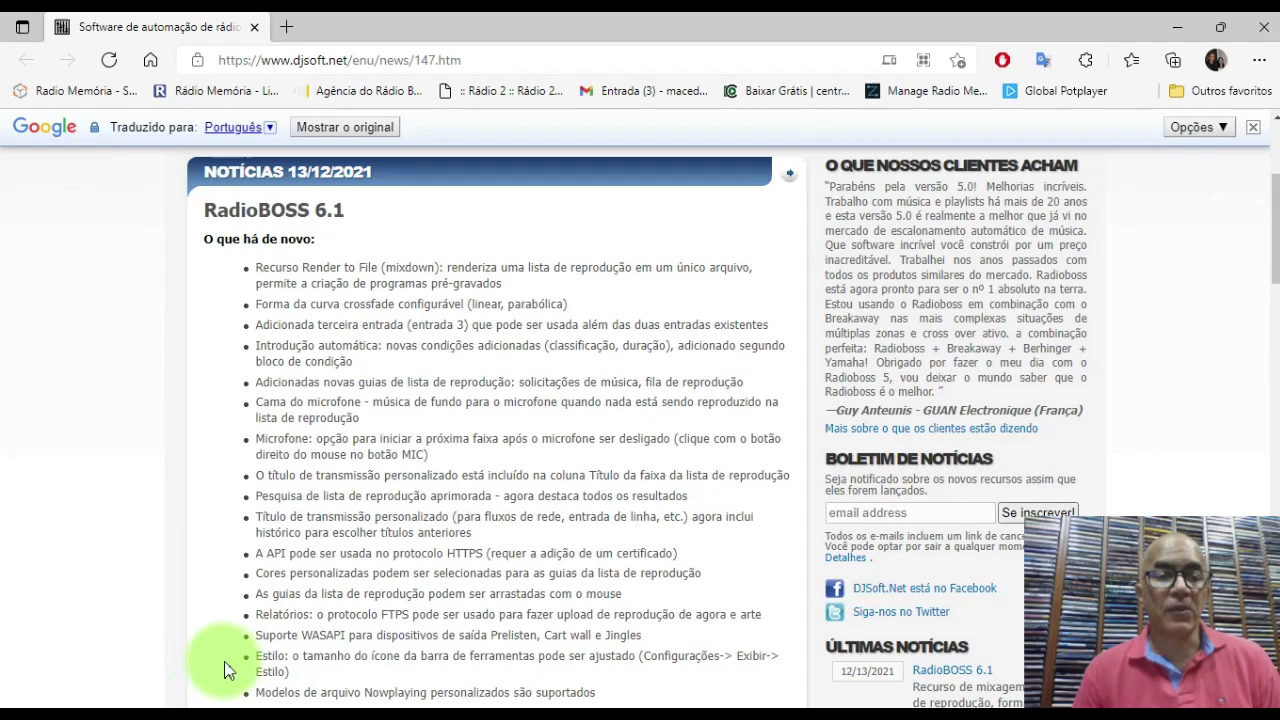 Software de automação de rádio
https://www.djsoft.net/enu/news/147.htm
Radio Memória - S...
Rádio Memória - Li...
Agência do Rádio B...
:: Rádio 2 :: Rádio 2...
Entrada (3) - maced...
Baixar Grátis | centr...
Manage Radio Me...
Global Potplayer
Outros favoritos
Google
Traduzido para: Português
Mostrar o original
Opções ▼
NOTÍCIAS 13/12/2021
RadioBOSS 6.1
O que há de novo:
Recurso Render to File (mixdown): renderiza uma lista de reprodução em um único arquivo,
permite a criação de programas pré-gravados
Forma da curva crossfade configurável (linear, parabólica)
Adicionada terceira entrada (entrada 3) que pode ser usada além das duas entradas existentes
Introdução automática: novas condições adicionadas (classificação, duração), adicionado segundo
bloco de condição
Adicionadas novas guias de lista de reprodução: solicitações de música, fila de reprodução
Cama do microfone - música de fundo para o microfone quando nada está sendo reproduzido na
lista de reprodução
Microfone: opção para iniciar a próxima faixa após o microfone ser desligado (clique com o botão
direito do mouse no botão MIC)
O título de transmissão personalizado está incluído na coluna Título da faixa da lista de reprodução
Pesquisa de lista de reprodução aprimorada - agora destaca todos os resultados
Título de transmissão personalizado (para fluxos de rede, entrada de linha, etc.) agora inclui
histórico para escolher títulos anteriores
A API pode ser usada no protocolo HTTPS (requer a adição de um certificado)
Cores personalizadas podem ser selecionadas para as guias da lista de reprodução
As guias da lista de reprodução podem ser arrastadas com o mouse
Relatórios: o protocolo FTPS pode ser usado para fazer upload de reprodução de agora e arte
Suporte WASAPI para dispositivos de saída Prelisten, Cart wall e Jingles
Estilo: o tamanho do ícone da barra de ferramentas pode ser ajustado (Configurações-> Exibir->
Estilo)
Modelos de arquivo Nowplaying personalizados são suportados
O QUE NOSSOS CLIENTES ACHAM
“Parabéns pela versão 5.0! Melhorias incríveis.
Trabalho com música e playlists há mais de 20 anos
e esta versão 5.0 é realmente a melhor que já vi no
mercado de escalonamento automático de música.
Que software incrível você constrói por um preço
inacreditável. Trabalhei nos anos passados com
todos os produtos similares do mercado. Radioboss
está agora pronto para ser o nº 1 absoluto na terra.
Estou usando o Radioboss em combinação com o
Breakaway nas mais complexas situações de
múltiplas zonas e cross over ativo. a combinação
perfeita: Radioboss + Breakaway + Berhinger +
Yamaha! Obrigado por fazer o meu dia com o
Radioboss 5, vou deixar o mundo saber que o
Radioboss é o melhor. ”
—Guy Anteunis - GUAN Electronique (França)
Mais sobre o que os clientes estão dizendo
BOLETIM DE NOTÍCIAS
Seja notificado sobre os novos recursos assim que
eles forem lançados.
email address
Se inscrever!
Todos os e-mails incluem um link de cance
Você pode optar por sair a qualquer mome
Detalhes .
DJSoft.Net está no Facebook
Siga-nos no Twitter
ÚLTIMAS NOTÍCIAS
12/13/2021
RadioBOSS 6.1
Recurso de mixagem
de reprodução, form